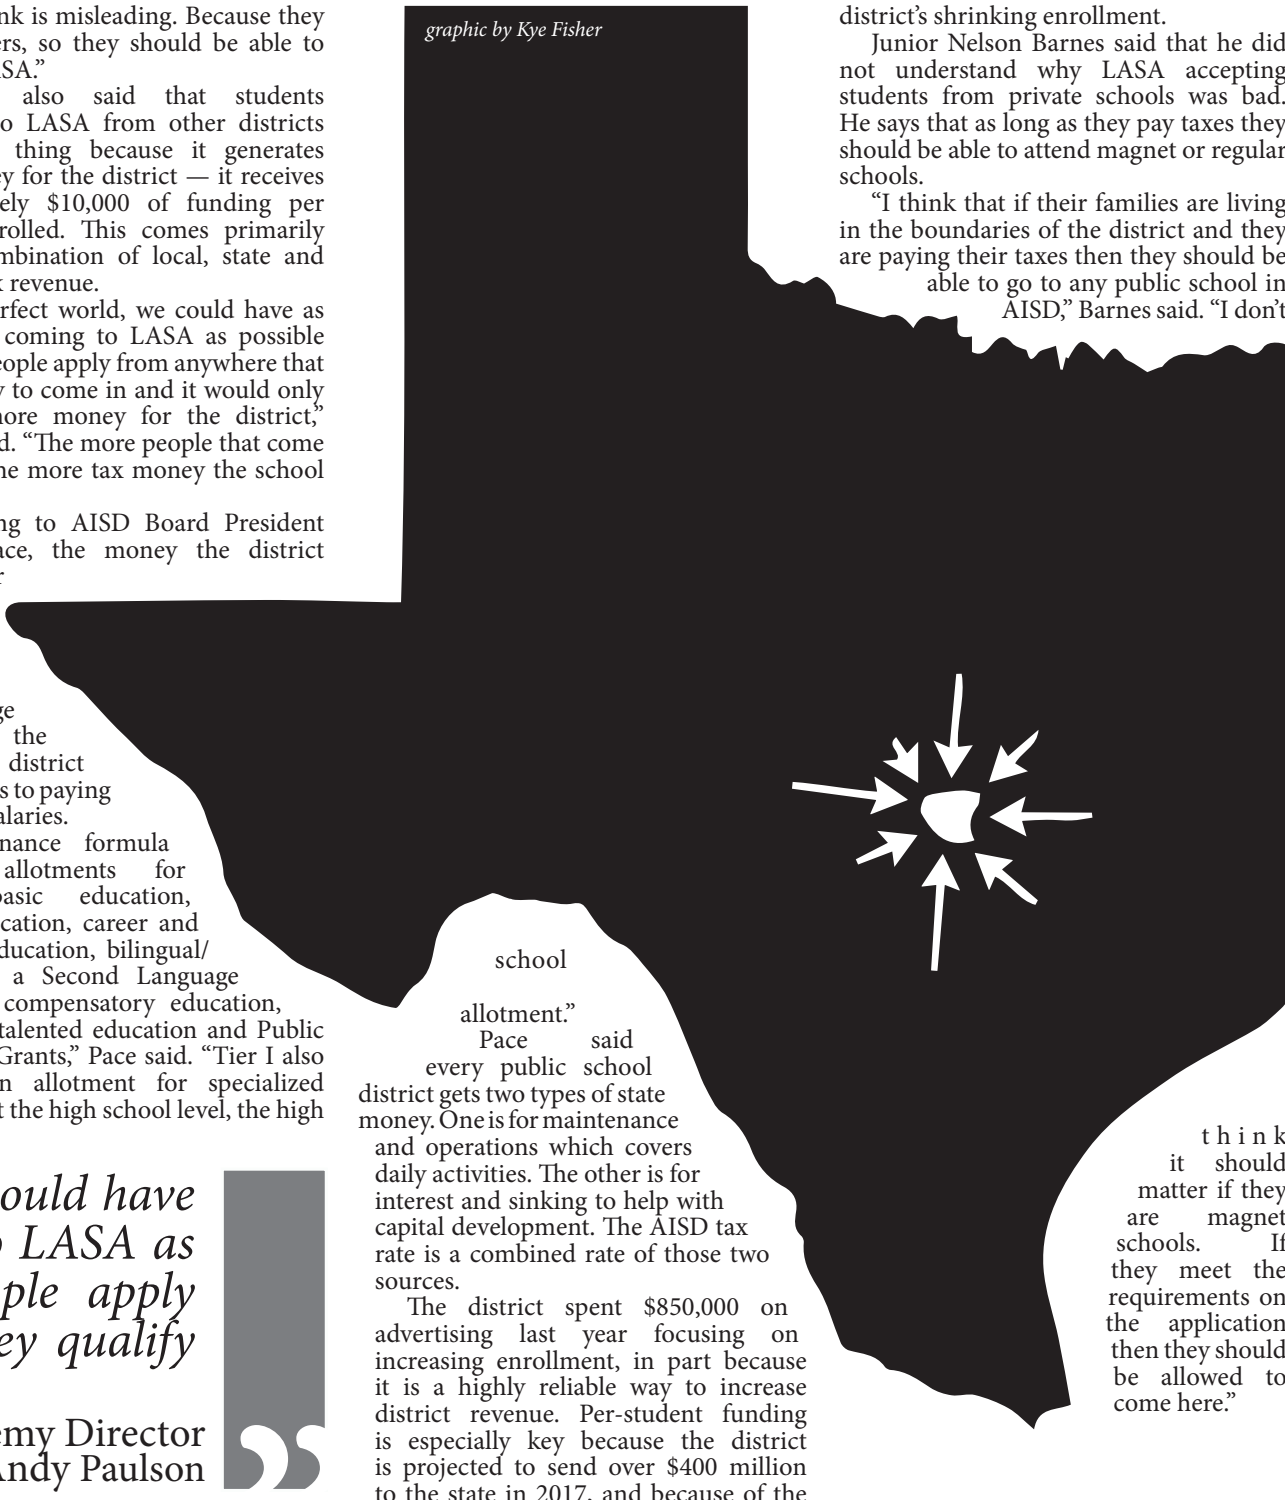 nk is misleading. Because they
ers, so they should be able to
SA.”
also said that students
o LASA from other districts
thing because it generates
ey for the district — it receives
ely $10,000 of funding per
rolled. This comes primarily
mbination of local, state and
x revenue.
rfect world, we could have as
coming to LASA as possible
eople apply from anywhere that
y to come in and it would only
more money for the district,”
d. “The more people that come
he more tax money the school
ng to AISD Board President
ace, the money the district
r
ge
the
district
s to paying
alaries.
nance formula
allotments for
basic education,
cation, career and
ducation, bilingual/
a Second Language
compensatory education,
talented education and Public
Grants,” Pace said. “Tier I also
n allotment for specialized
t the high school level, the high
ould have
o LASA as
ple apply
ey qualify
emy Director
Andy Paulson
”
graphic by Kye Fisher
school
allotment.”
Pace said
every public school
district gets two types of state
money. One is for maintenance
and operations which covers
daily activities. The other is for
interest and sinking to help with
capital development. The AISD tax
rate is a combined rate of those two
sources.
The district spent $850,000 on
advertising last year focusing on
increasing enrollment, in part because
it is a highly reliable way to increase
district revenue. Per-student funding
is especially key because the district
is projected to send over $400 million
to the state in 2017, and because of the
district’s shrinking enrollment.
Junior Nelson Barnes said that he did
not understand why LASA accepting
students from private schools was bad.
He says that as long as they pay taxes they
should be able to attend magnet or regular
schools.
“I think that if their families are living
in the boundaries of the district and they
are paying their taxes then they should be
able to go to any public school in
AISD,” Barnes said. “I don’t
think
it should
matter if they
are magnet
schools. If
they meet the
requirements on
the application
then they should
be allowed to
come here.”